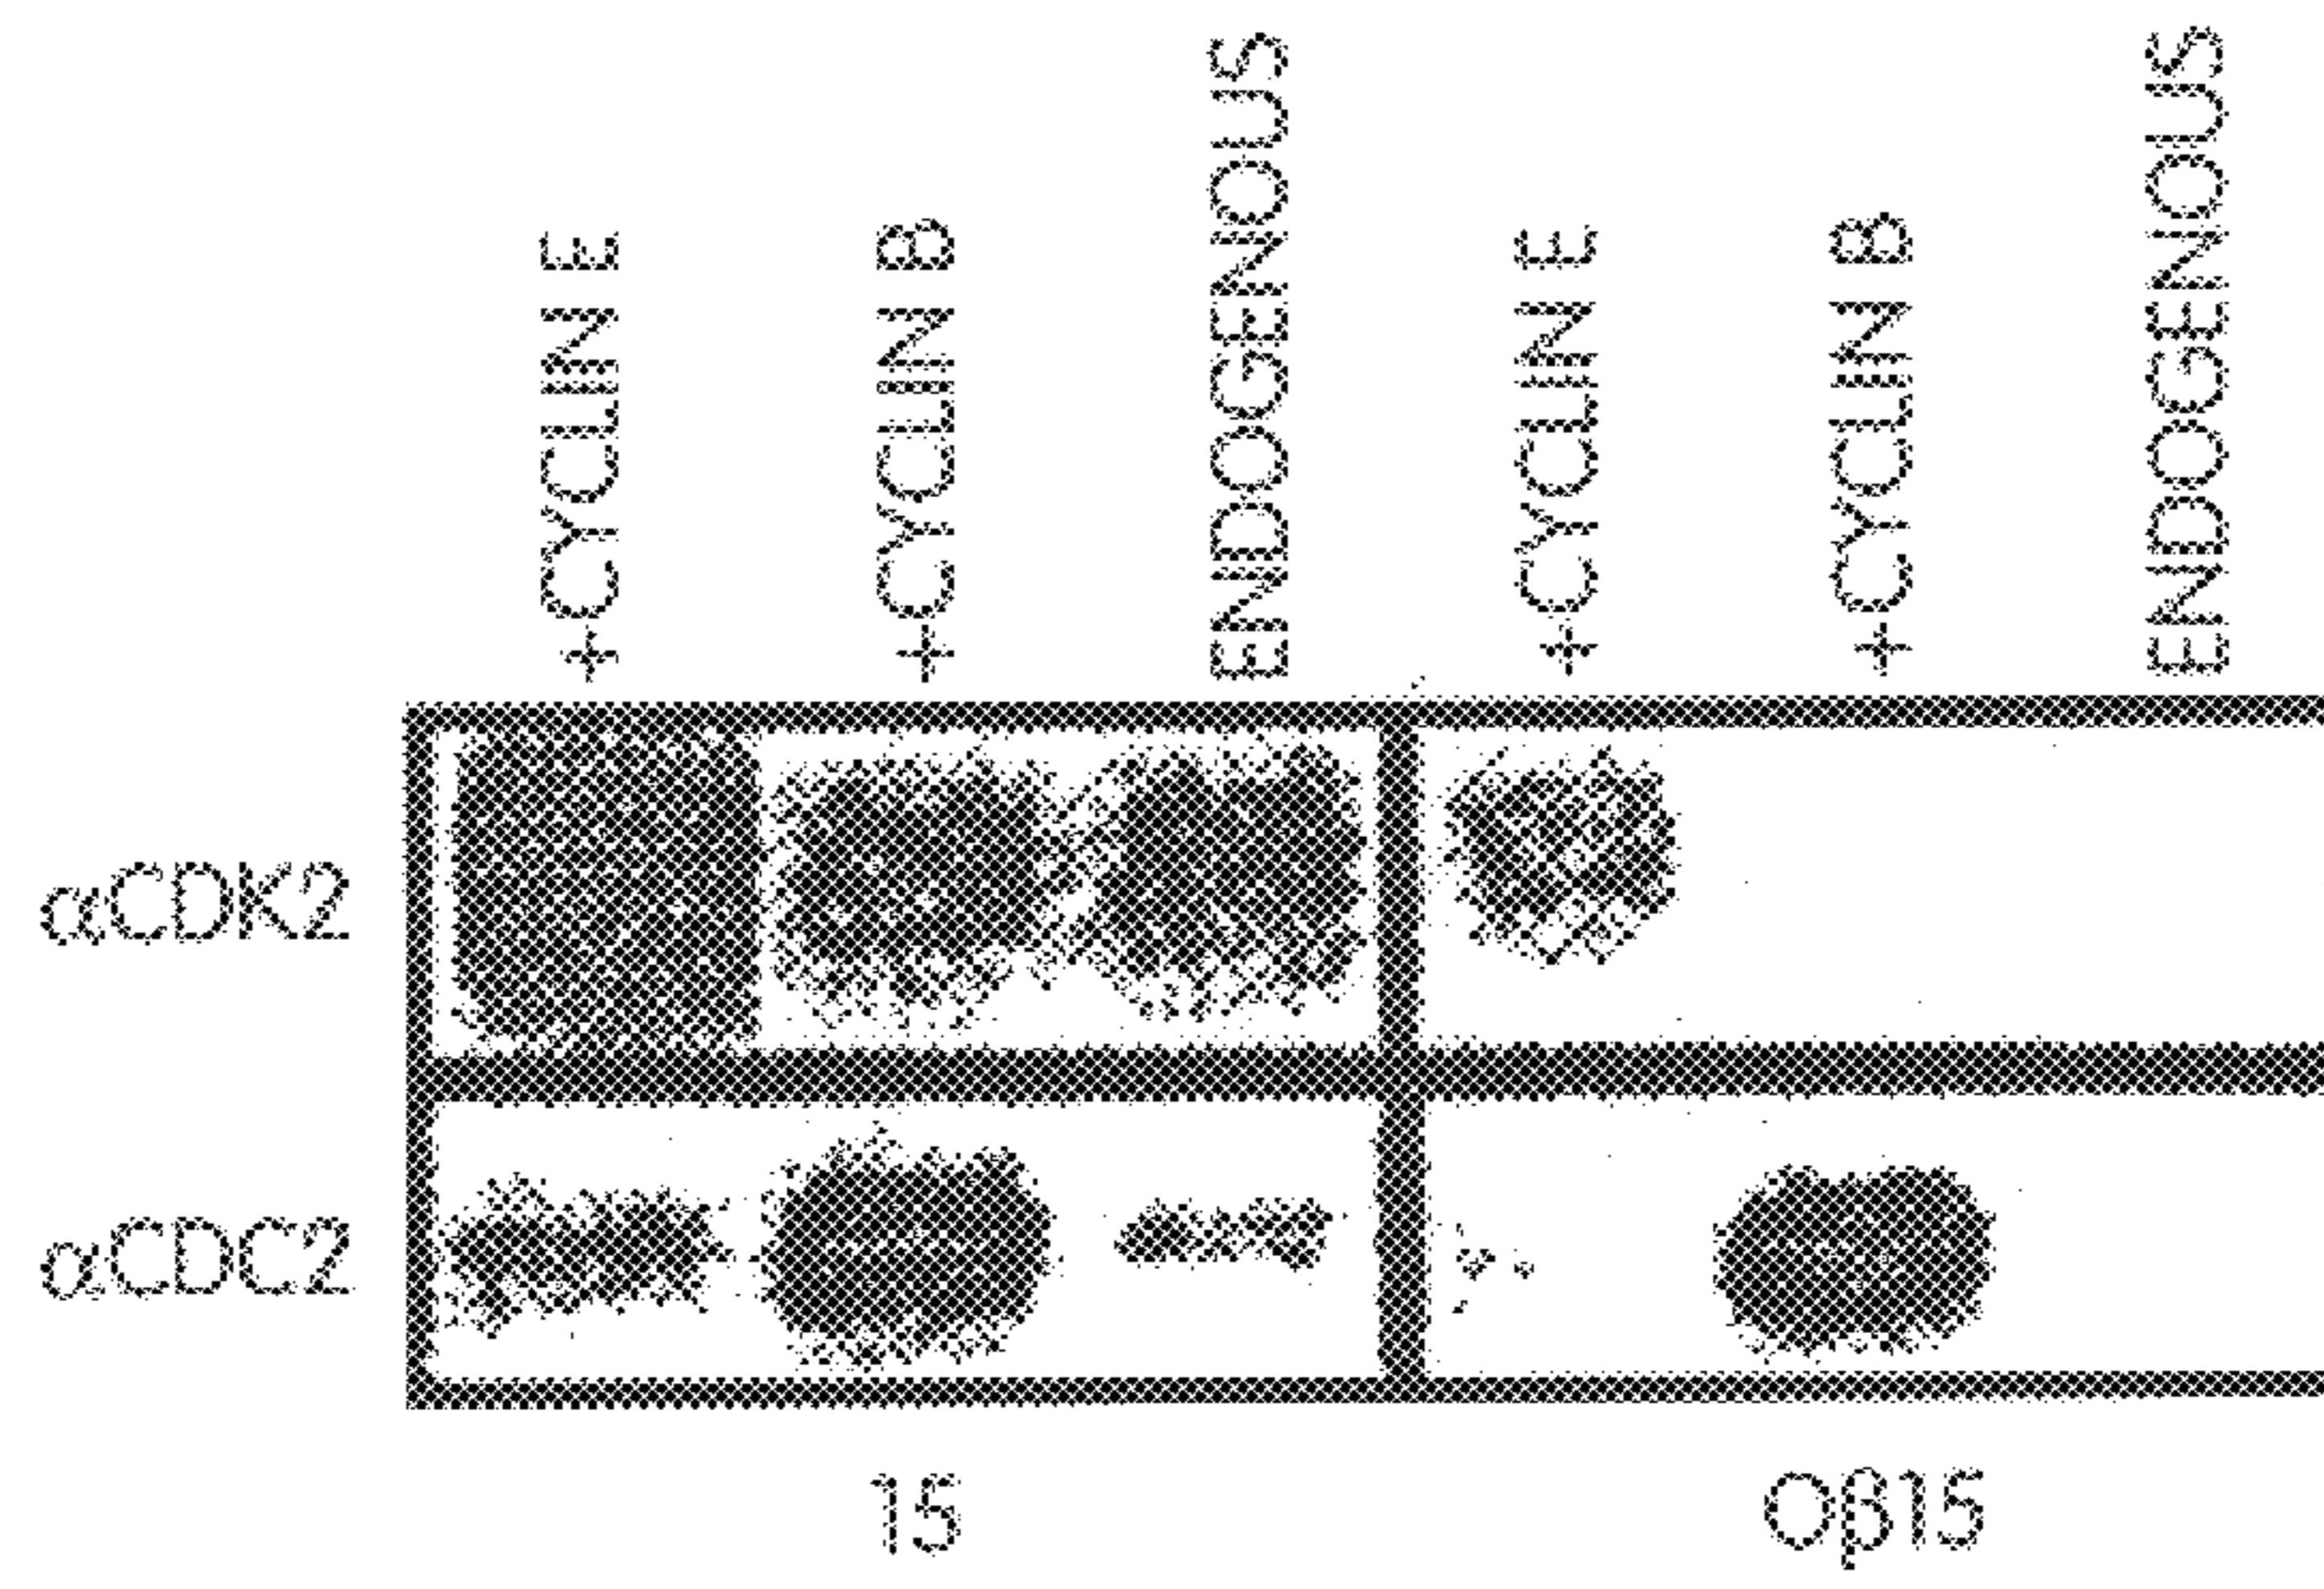 +CYCLIN E
+CYCLIN B
ENDOGENOUS
+CYCLIN E
+CYCLIN B
ENDOGENOUS
αCDK2
αCDC2
15
Oβ15